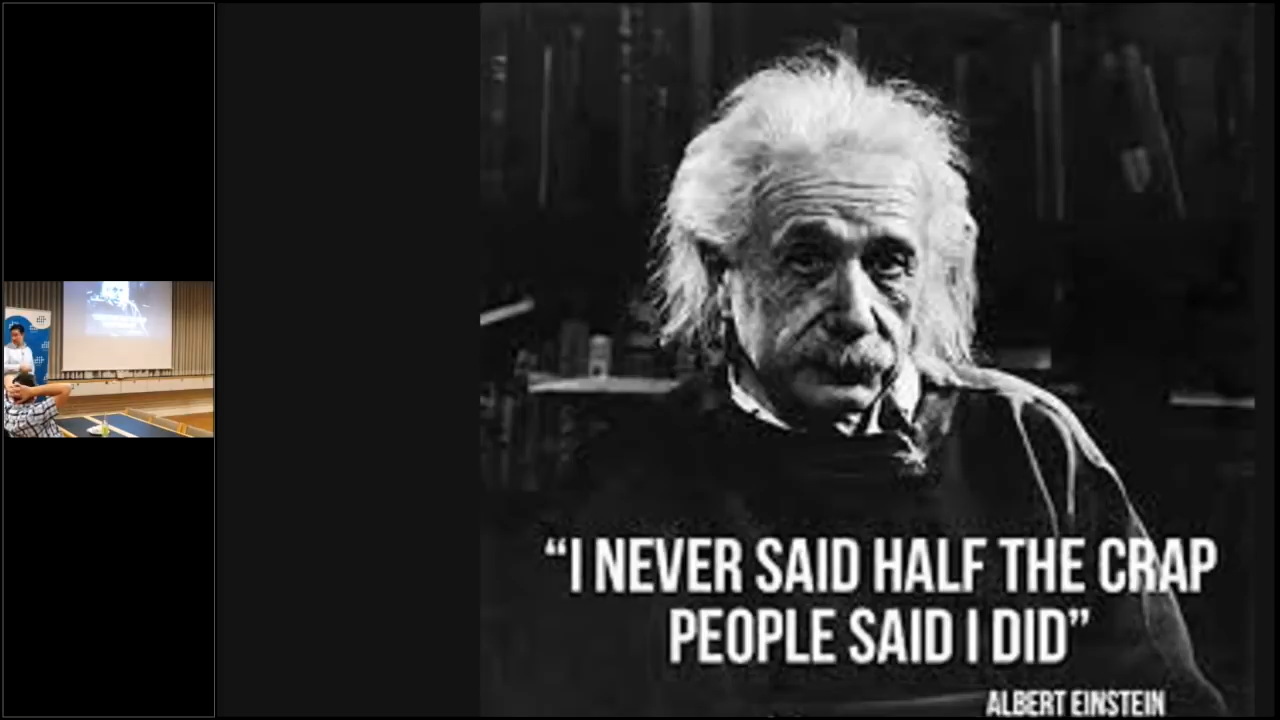 “I NEVER SAID HALF THE CRAP
PEOPLE SAID I DID”
ALBERT EINSTEIN